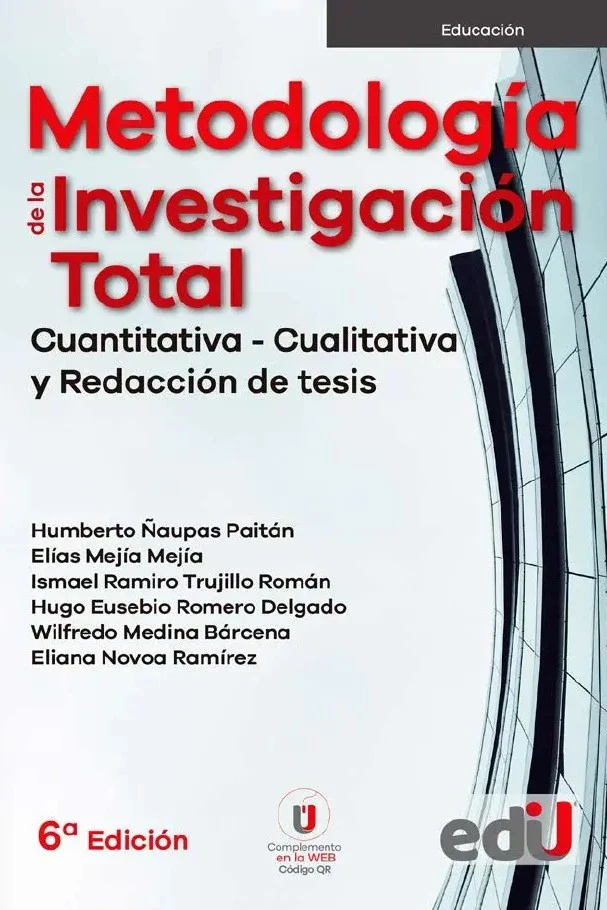 Educación
Metodología
de la
Investigación
Total
Cuantitativa - Cualitativa
y Redacción de tesis
Humberto Ñaupas Paitán
Elías Mejía Mejía
Ismael Ramiro Trujillo Román
Hugo Eusebio Romero Delgado
Wilfredo Medina Bárcena
Eliana Novoa Ramírez
6ª Edición
U
Complemento
en la WEB
Código QR
ediU